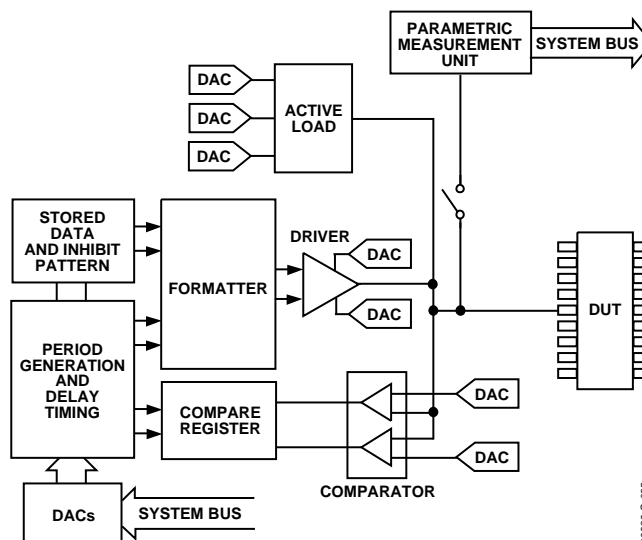 PARAMETRIC
MEASUREMENT
UNIT
SYSTEM BUS
DAC
DAC
DAC
ACTIVE
LOAD
STORED
DATA
AND INHIBIT
PATTERN
FORMATTER
DRIVER
DAC
DAC
DUT
PERIOD
GENERATION
AND
DELAY
TIMING
COMPARE
REGISTER
DAC
DAC
COMPARATOR
DACs
SYSTEM BUS